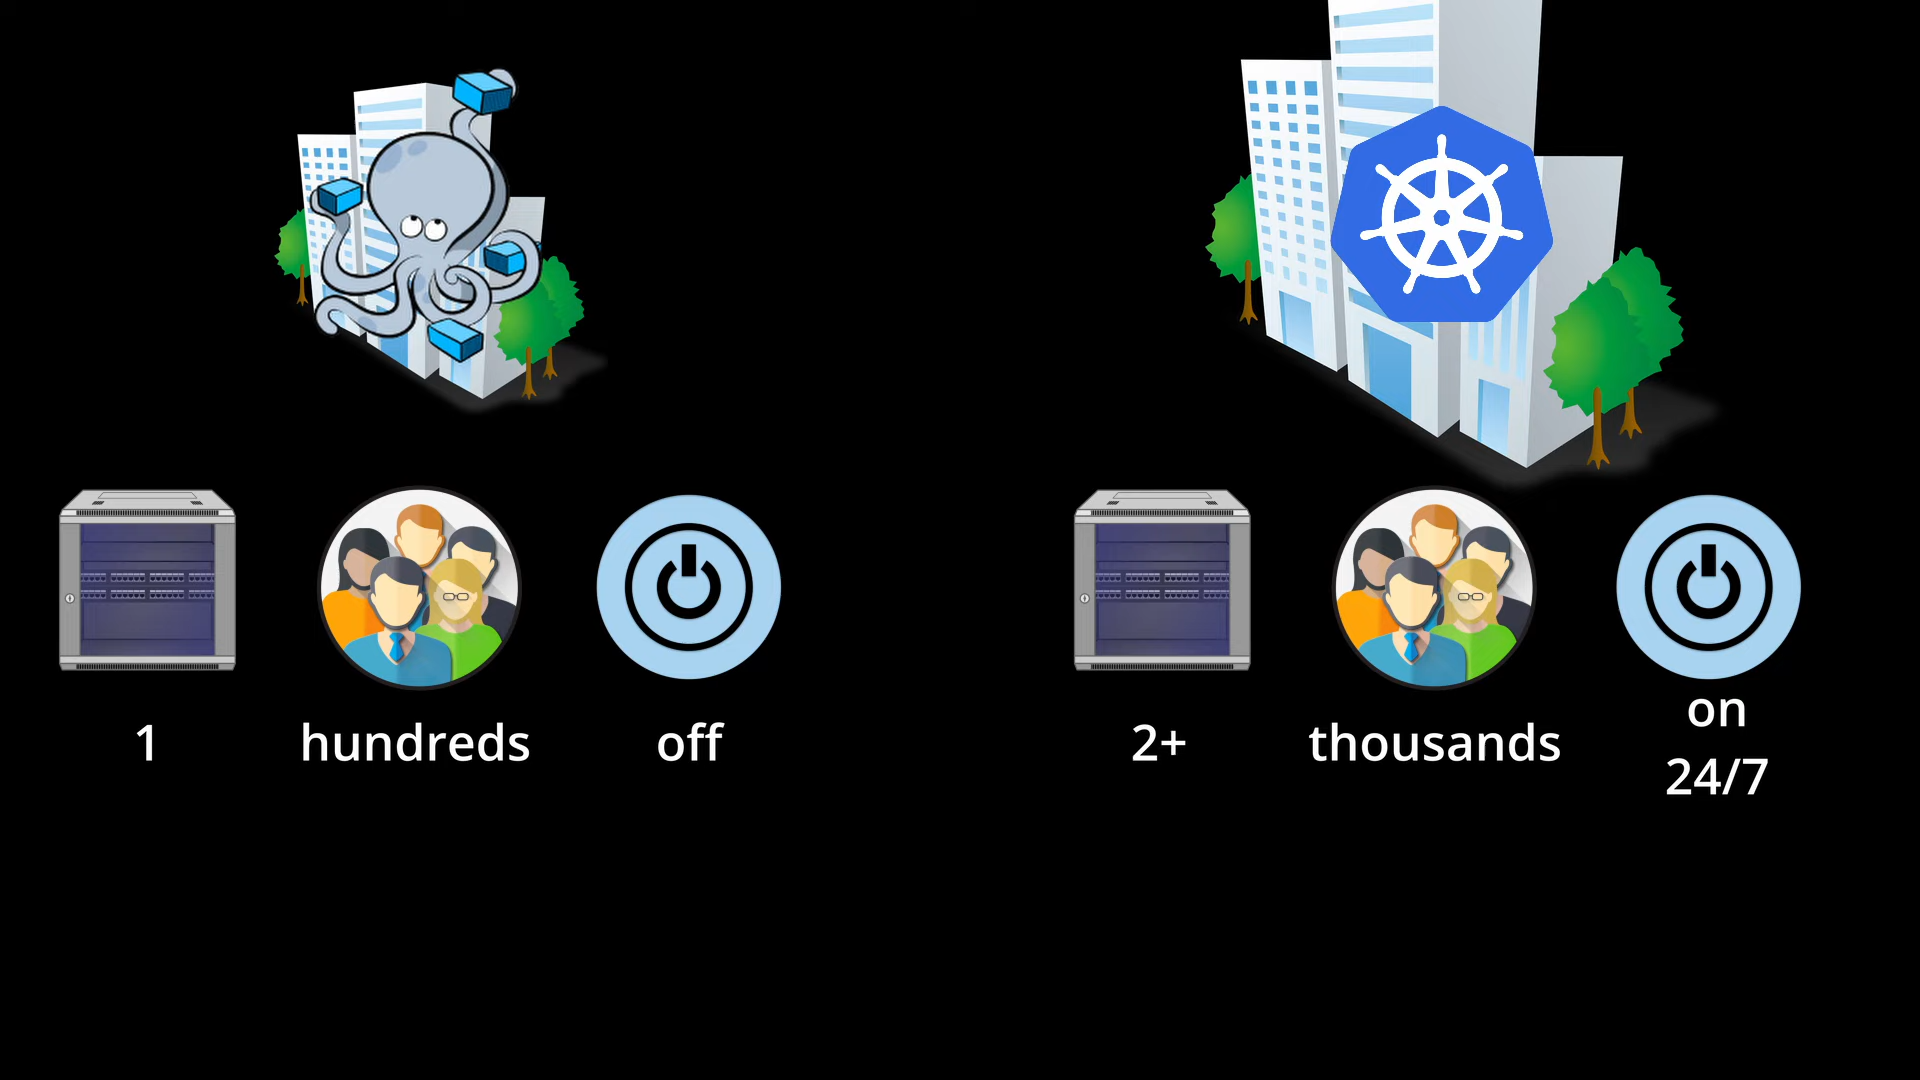 1
hundreds
off
2+
thousands
on
24/7